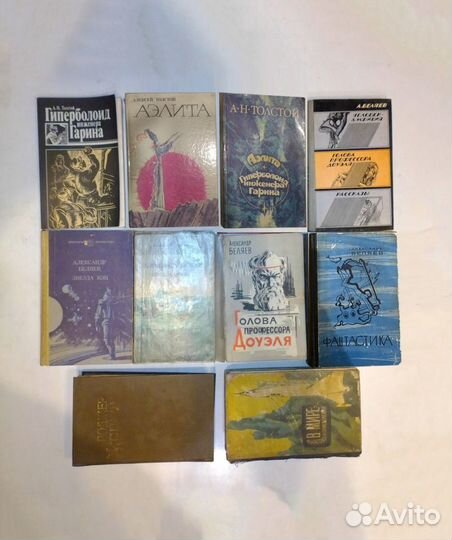 А. Н. Толстой
Гиперболоид
инженера
Гарина
АЛЕКСЕЙ ТОЛСТОЙ
АЭЛИТА
А·Н·ТОЛСТОЙ
Аэлита
Гиперболоид
инженера
Гарина
А. БЕЛЯЕВ
ГОЛОВА
ПРОФЕССОРА
ДОУЭЛЯ
РАССКАЗЫ
АЛЕКСАНДР
БЕЛЯЕВ
ЗВЕЗДА КЭЦ
АЛЕКСАНДР
БЕЛЯЕВ
ГОЛОВА
ПРОФЕССОРА
ДОУЭЛЯ
АЛЕКСАНДР
БЕЛЯЕВ
ФАНТАСТИКА
В МИРЕ
Avito